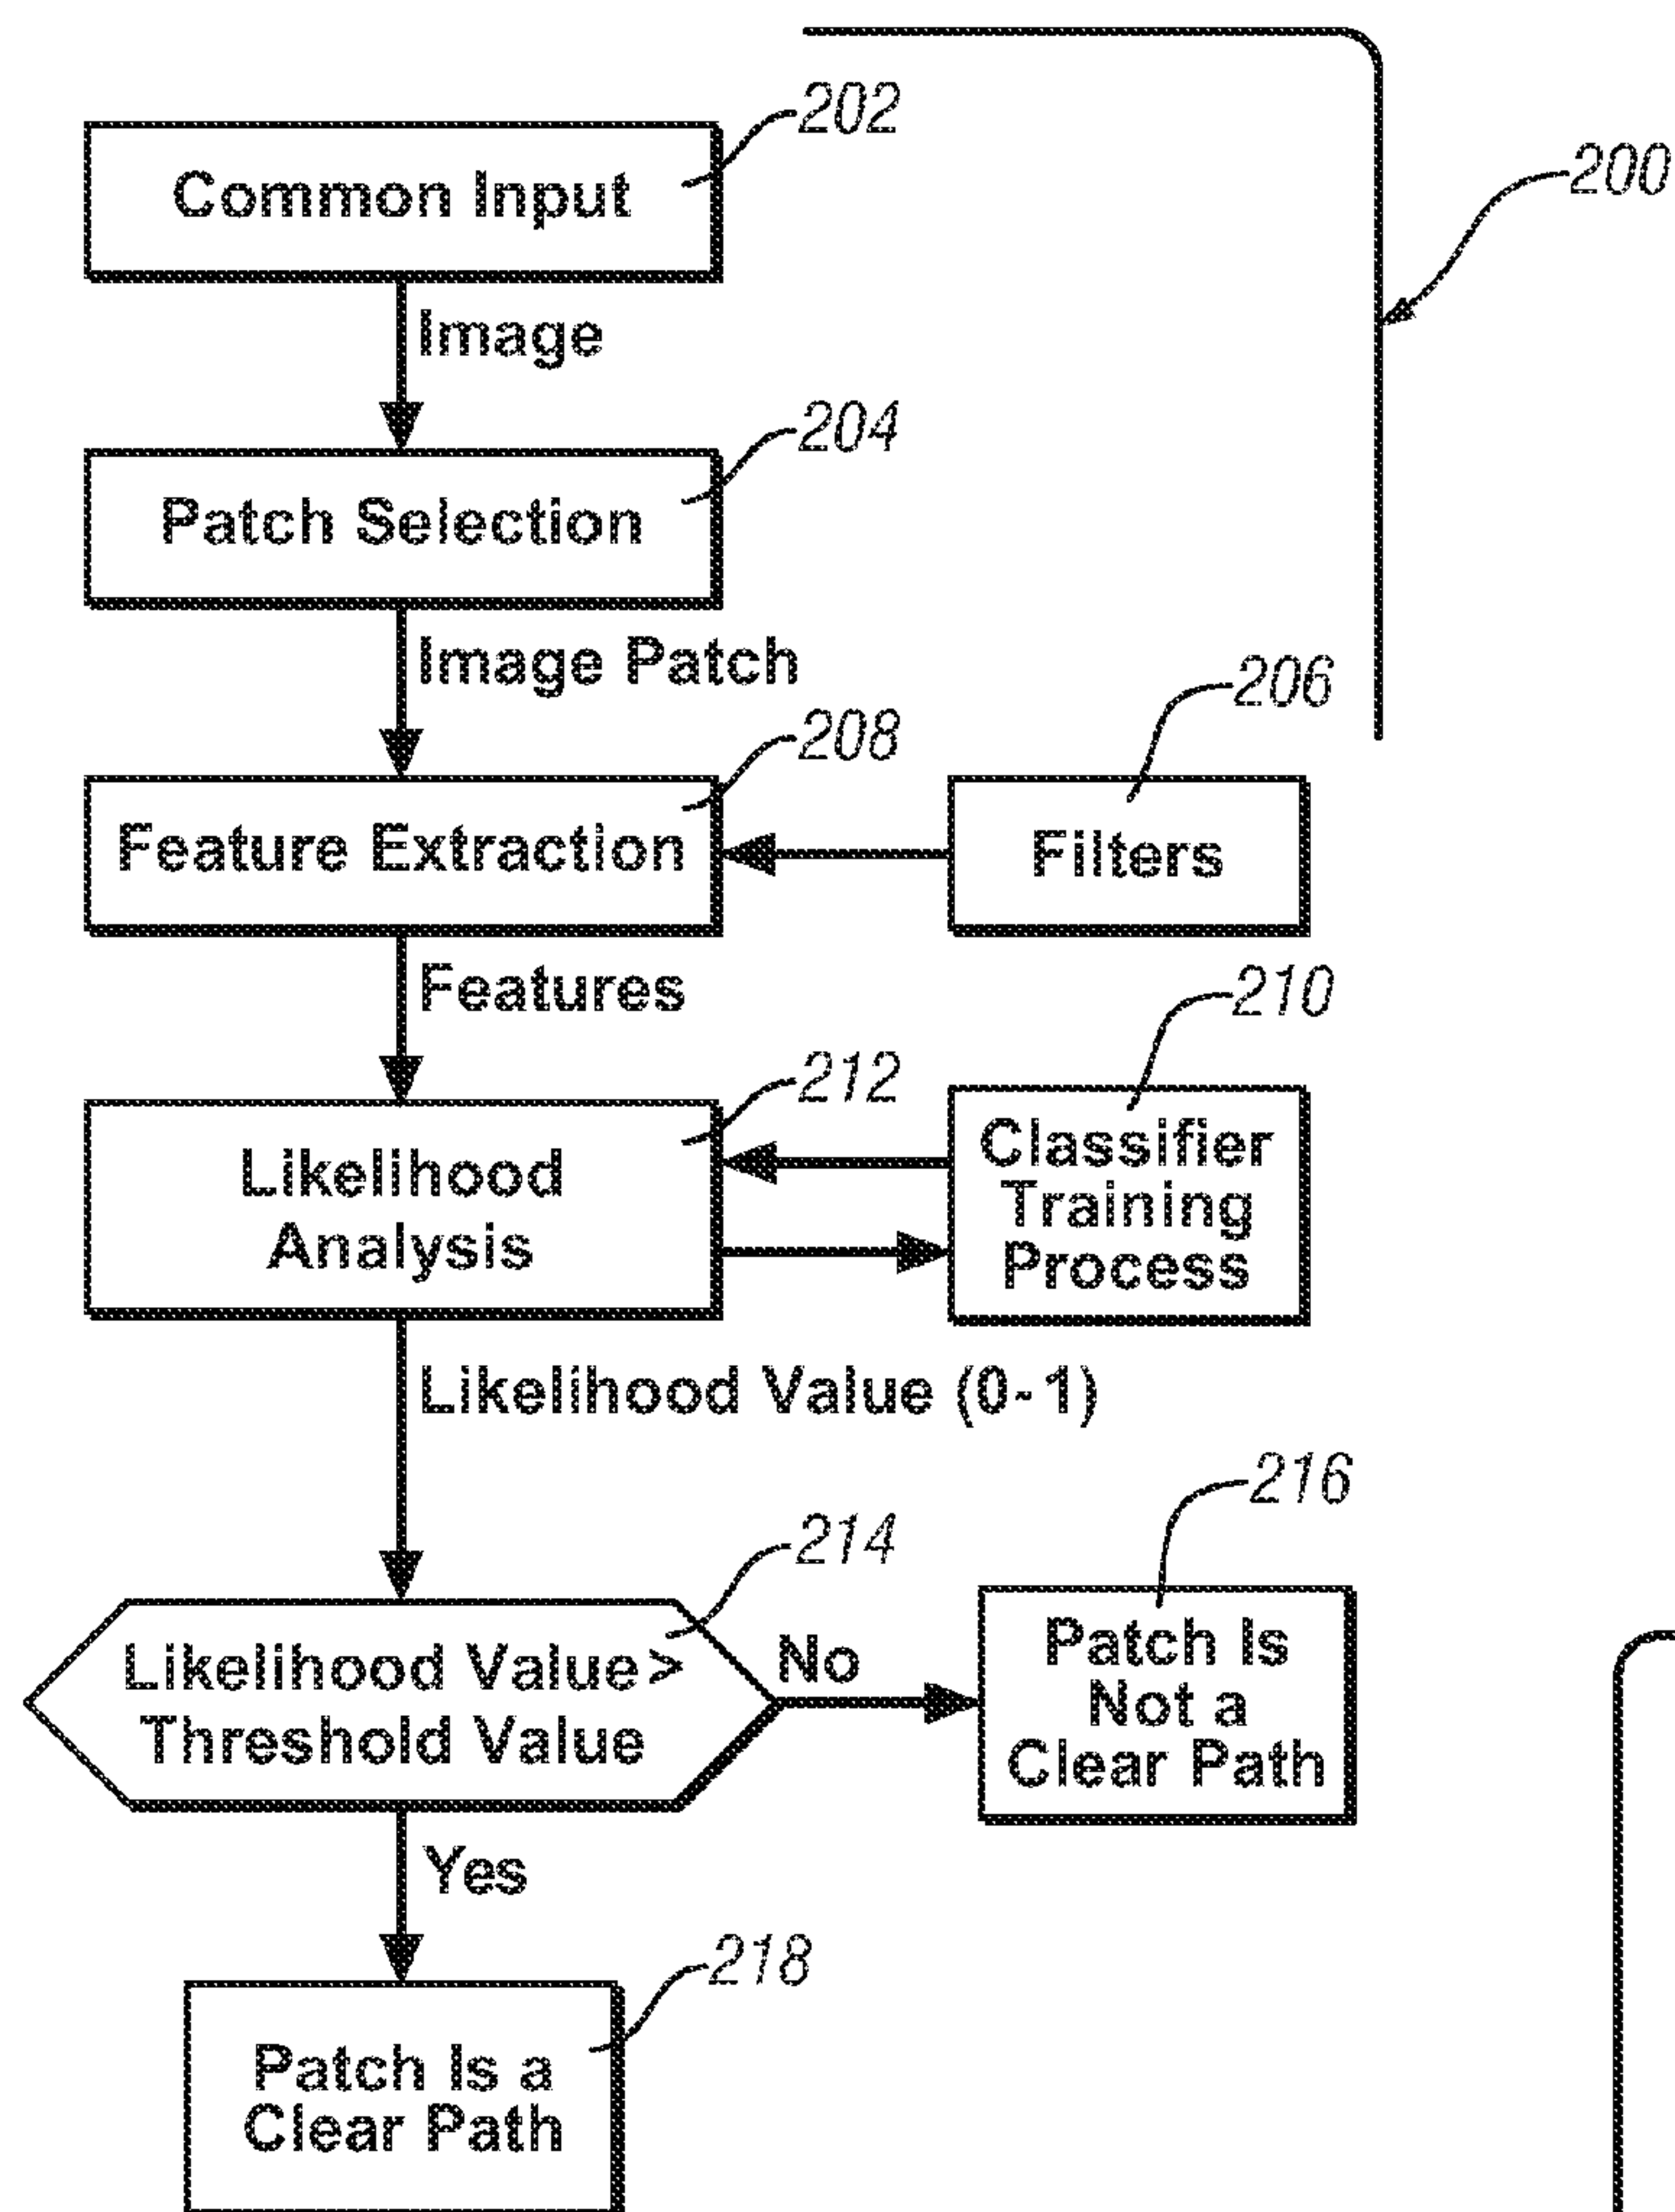 202
Common Input
200
Image
204
Patch Selection
Image Patch
206
208
Feature Extraction
Filters
Features
210
212
Likelihood
Analysis
Classifier
Training
Process
Likelihood Value (0-1)
216
214
Likelihood Value >
Threshold Value
No
Patch Is
Not a
Clear Path
Yes
218
Patch Is a
Clear Path